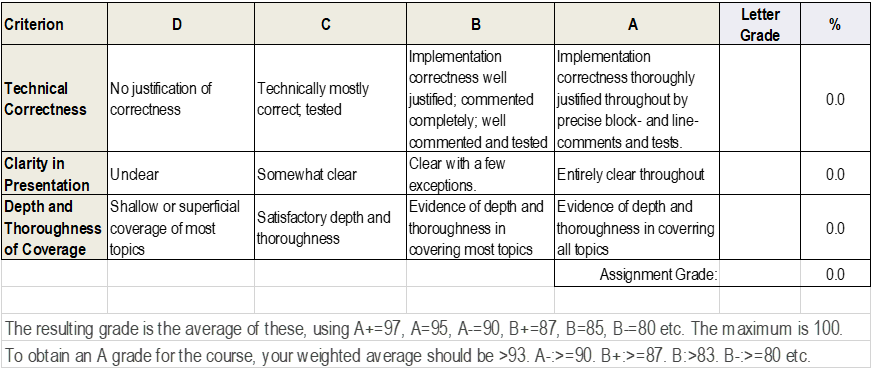 Criterion D C B A Letter Grade %
Technical Correctness
No justification of correctness
Technically mostly correct; tested
Implementation correctness well justified; commented completely; well commented and tested
Implementation correctness thoroughly justified throughout by precise block- and line-comments and tests.
0.0
Clarity in Presentation
Unclear
Somewhat clear
Clear with a few exceptions.
Entirely clear throughout
0.0
Depth and Thoroughness of Coverage
Shallow or superficial coverage of most topics
Satisfactory depth and thoroughness
Evidence of depth and thoroughness in covering most topics
Evidence of depth and thoroughness in coverring all topics
0.0
Assignment Grade: 0.0
The resulting grade is the average of these, using A+=97, A=95, A-=90, B+=87, B=85, B-=80 etc. The maximum is 100.
To obtain an A grade for the course, your weighted average should be >93. A-:>=90. B+:>=87. B:>83. B-:>=80 etc.